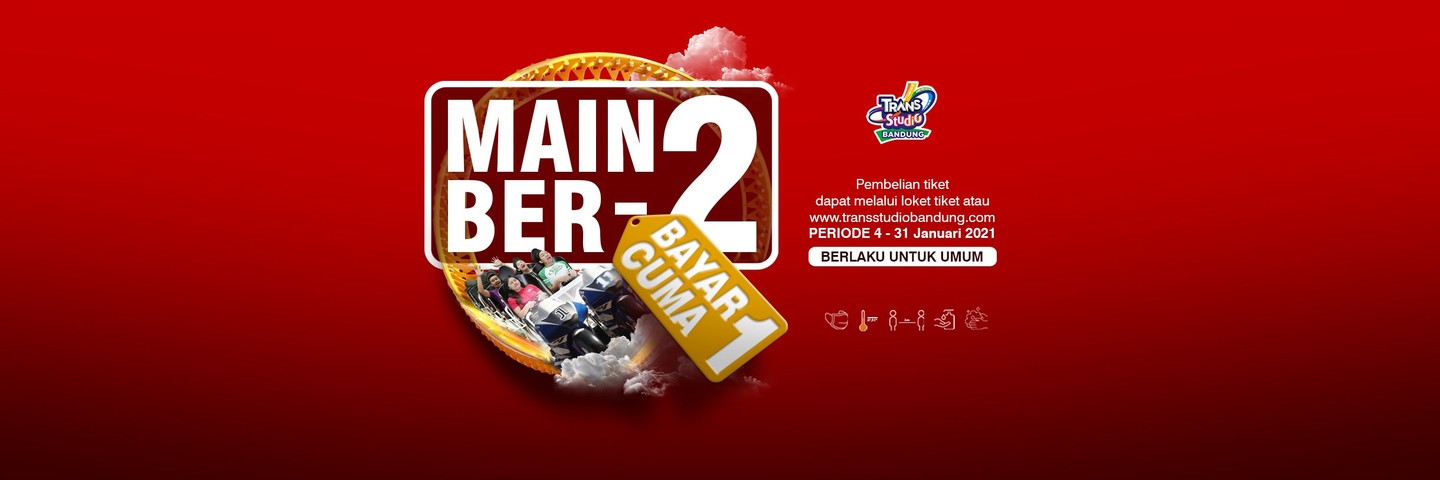 MAIN
BER-2
BAYAR
CUMA 1
TRANS
Studio
BANDUNG
Pembelian tiket
dapat melalui loket tiket atau
www.transstudiobandung.com
PERIODE 4 - 31 Januari 2021
BERLAKU UNTUK UMUM